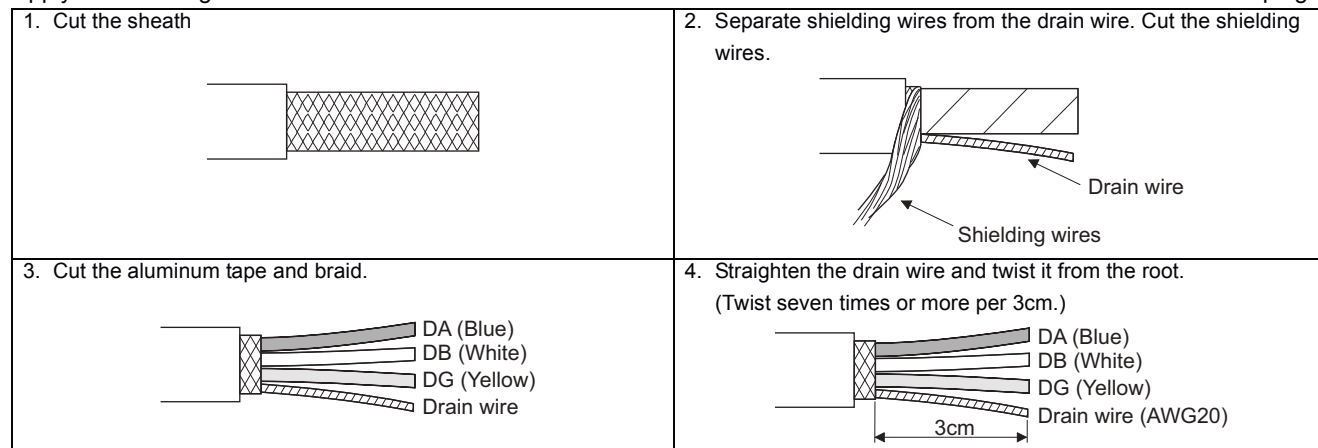 1. Cut the sheath
2. Separate shielding wires from the drain wire. Cut the shielding
wires.
Drain wire
Shielding wires
3. Cut the aluminum tape and braid.
DA (Blue)
DB (White)
DG (Yellow)
Drain wire
4. Straighten the drain wire and twist it from the root.
(Twist seven times or more per 3cm.)
DA (Blue)
DB (White)
DG (Yellow)
Drain wire (AWG20)
3cm